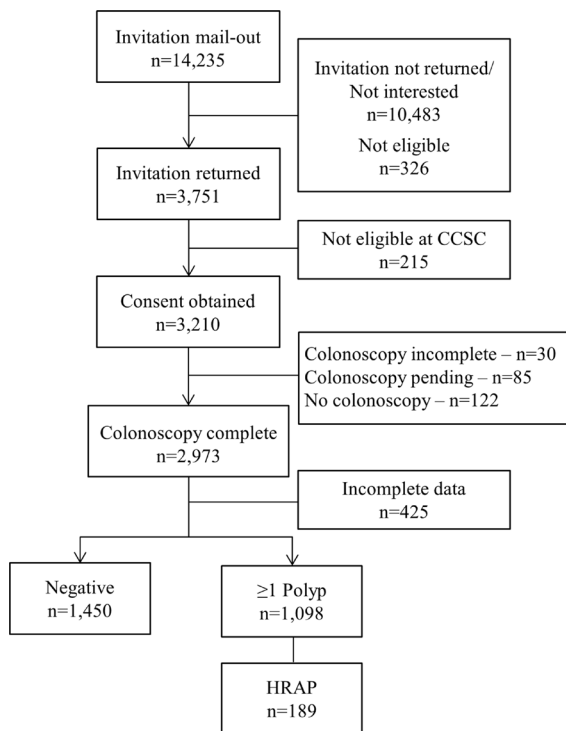 Invitation mail-out
n=14,235
Invitation not returned/
Not interested
n=10,483
Not eligible
n=326
Invitation returned
n=3,751
Not eligible at CCSC
n=215
Consent obtained
n=3,210
Colonoscopy incomplete – n=30
Colonoscopy pending – n=85
No colonoscopy – n=122
Colonoscopy complete
n=2,973
Incomplete data
n=425
Negative
n=1,450
≥1 Polyp
n=1,098
HRAP
n=189